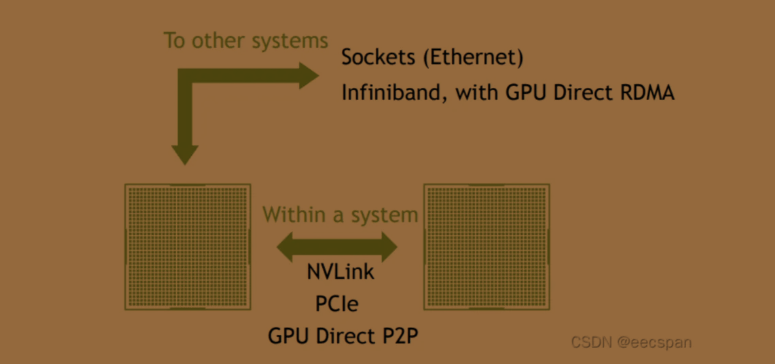 To other systems
Sockets (Ethernet)
Infiniband, with GPU Direct RDMA
Within a system
NVLink
PCIe
GPU Direct P2P
CSDN @eecspan